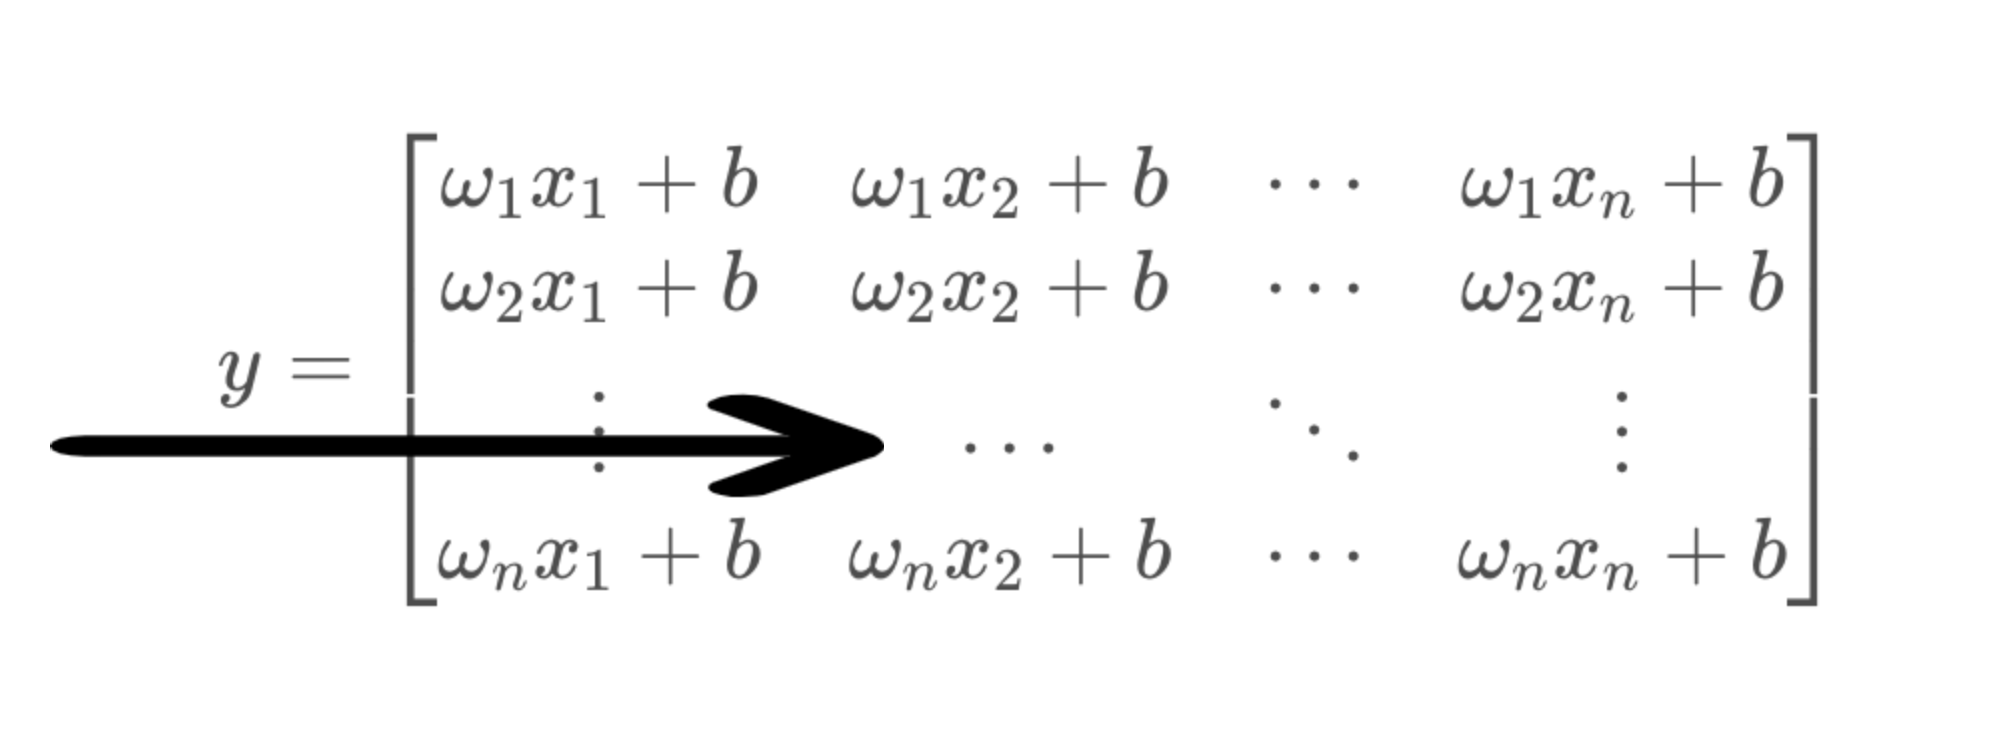 y = [ ω₁x₁ + b  ω₁x₂ + b  ⋯  ω₁xₙ + b
ω₂x₁ + b  ω₂x₂ + b  ⋯  ω₂xₙ + b
⋮  ⋯  ⋱  ⋮
ωₙx₁ + b  ωₙx₂ + b  ⋯  ωₙxₙ + b ]